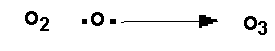 O₂ ·O· ⟶ O₃